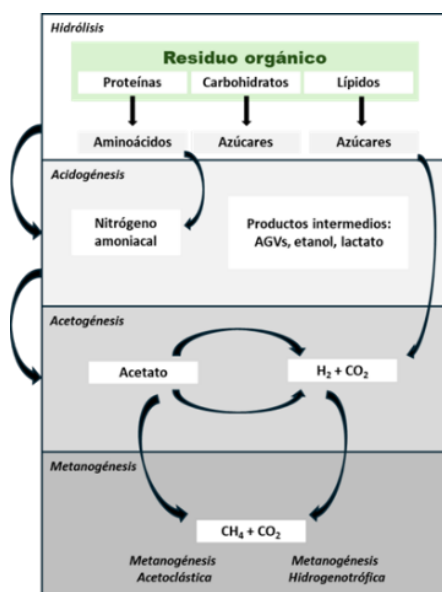 Hidrólisis
Residuo orgánico
Proteínas Carbohidratos Lípidos
Aminoácidos Azúcares Azúcares
Acidogénesis
Nitrógeno
amoniacal
Productos intermedios:
AGVs, etanol, lactato
Acetogénesis
Acetato H₂ + CO₂
Metanogénesis
CH₄ + CO₂
Metanogénesis
Acetoclástica
Metanogénesis
Hidrogenotrófica